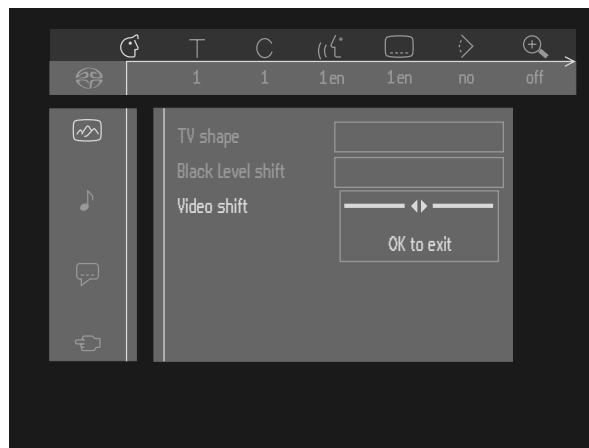 T C
1 1 1 en 1 en no off
TV shape
Black Level shift
Video shift
OK to exit